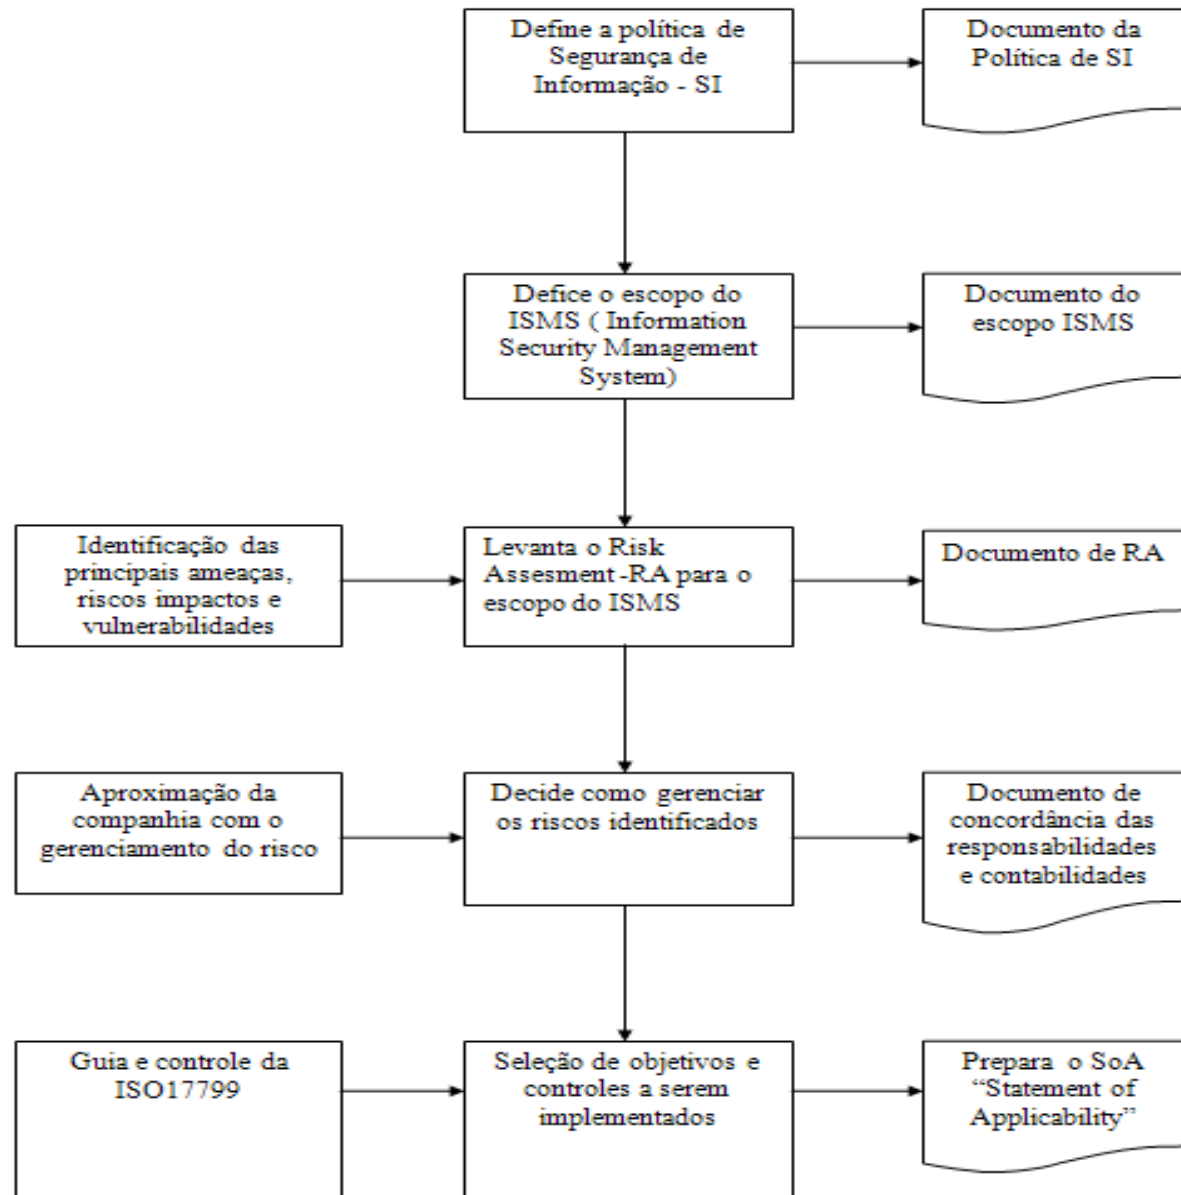 Define a política de
Segurança de
Informação - SI
Documento da
Política de SI
Defice o escopo do
ISMS ( Information
Security Management
System)
Documento do
escopo ISMS
Identificação das
principais ameaças,
riscos impactos e
vulnerabilidades
Levanta o Risk
Assesment -RA para o
escopo do ISMS
Documento de RA
Aproximação da
companhia com o
gerenciamento do risco
Decide como gerenciar
os riscos identificados
Documento de
concordância das
responsabilidades
e contabilidades
Guia e controle da
ISO17799
Seleção de objetivos e
controles a serem
implementados
Prepara o SoA
“Statement of
Applicability”